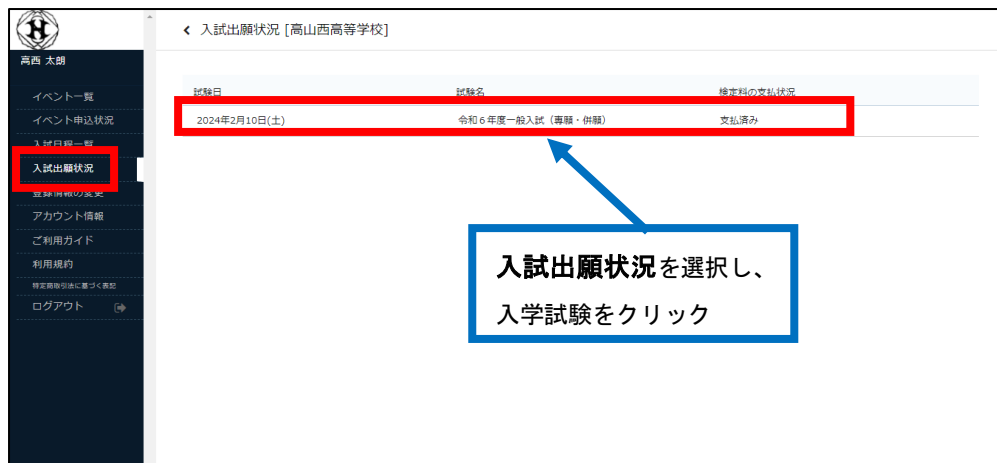 入試出願状況 [高山西高等学校]
高西 太朗
イベント一覧
イベント申込状況
入試日程一覧
入試出願状況
登録情報の変更
アカウント情報
ご利用ガイド
利用規約
特定商取引法に基づく表記
ログアウト
試験日 試験名 検定料の支払状況
2024年2月10日(土) 令和6年度一般入試（専願・併願） 支払済み
入試出願状況を選択し、
入学試験をクリック